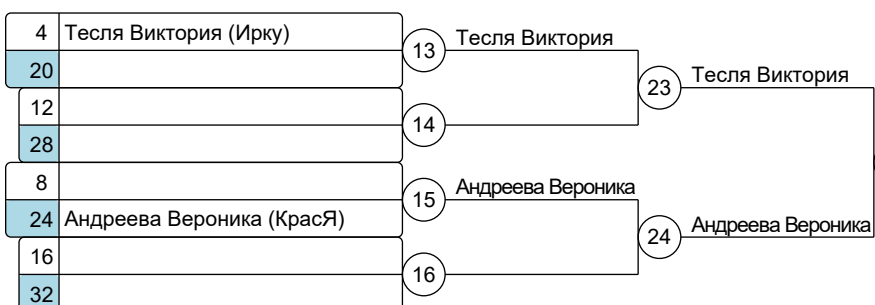 4 Тесля Виктория (Ирку)
13 Тесля Виктория
20
23 Тесля Виктория
12
14
28
8
15 Андреева Вероника
24 Андреева Вероника (КрасЯ)
24 Андреева Вероника
16
16
32